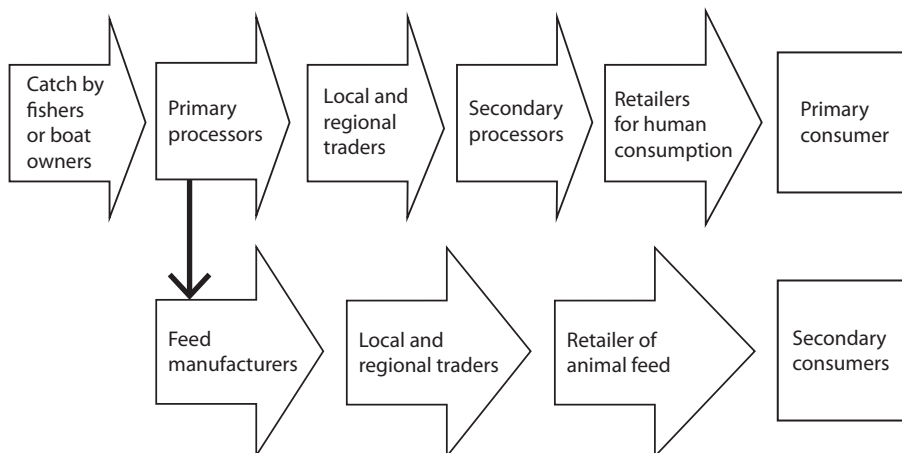 Catch by
fishers
or boat
owners
Primary
processors
Local and
regional
traders
Secondary
processors
Retailers
for human
consumption
Primary
consumer
Feed
manufacturers
Local and
regional traders
Retailer of
animal feed
Secondary
consumers